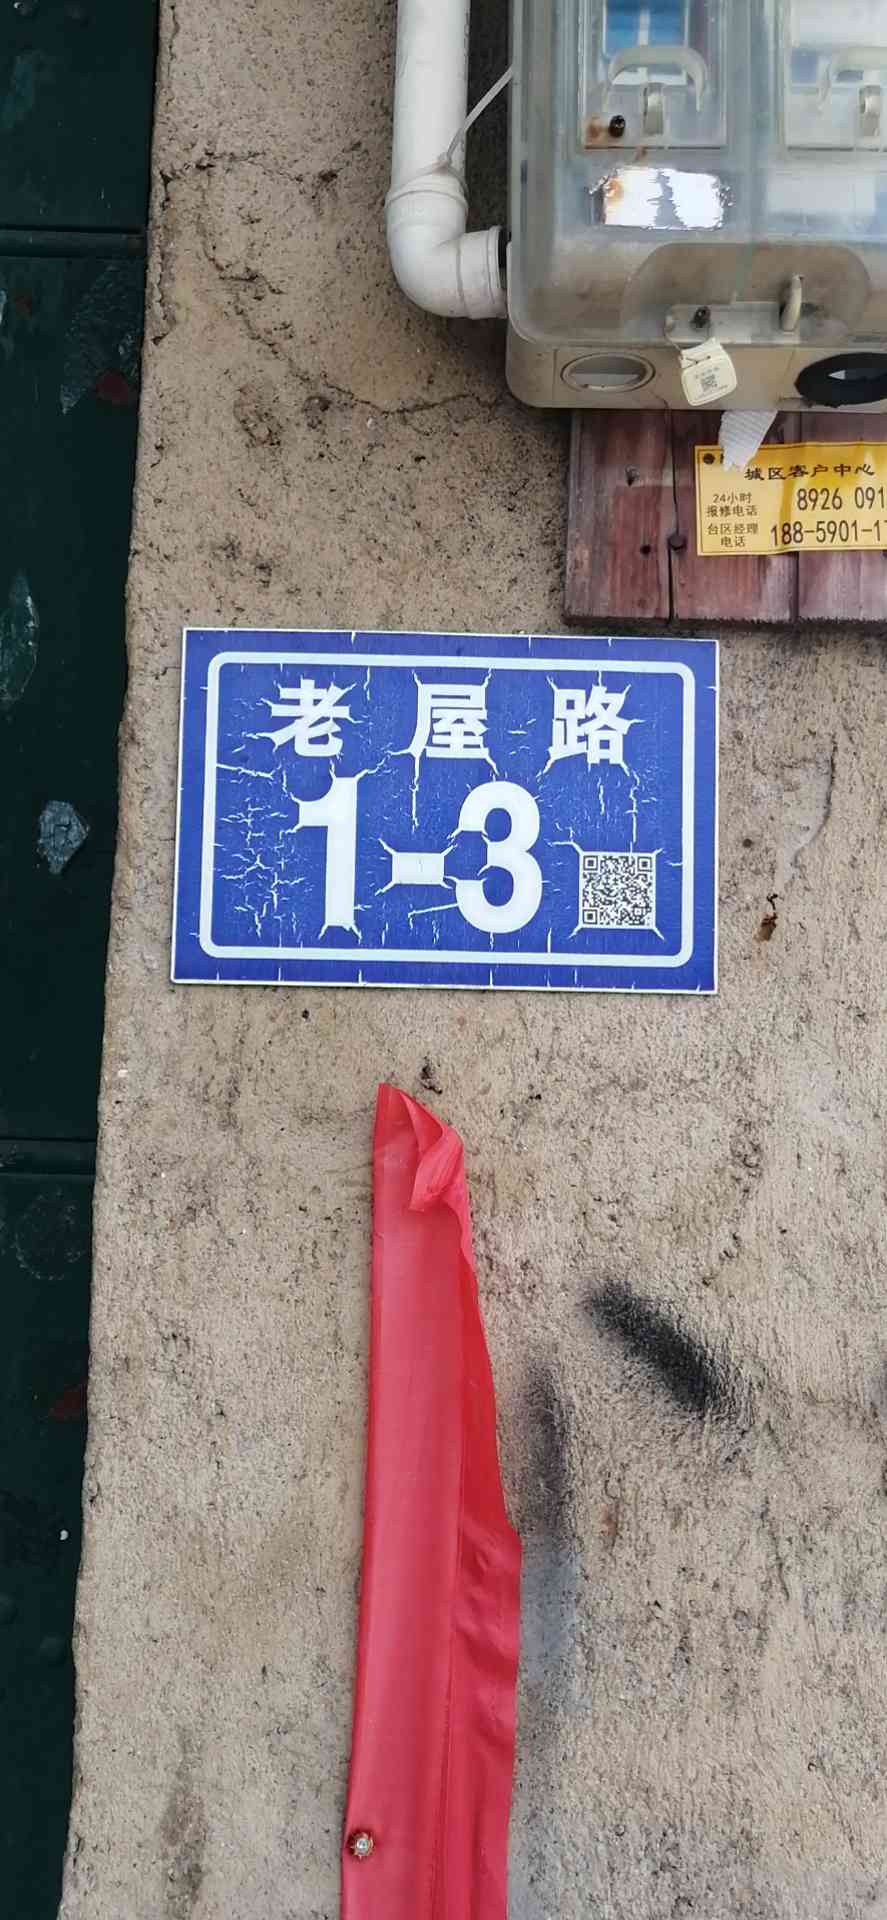 城区客户中心
24小时
报修电话
8926 091
台区经理
电话
188-5901-1
老屋路
1-3